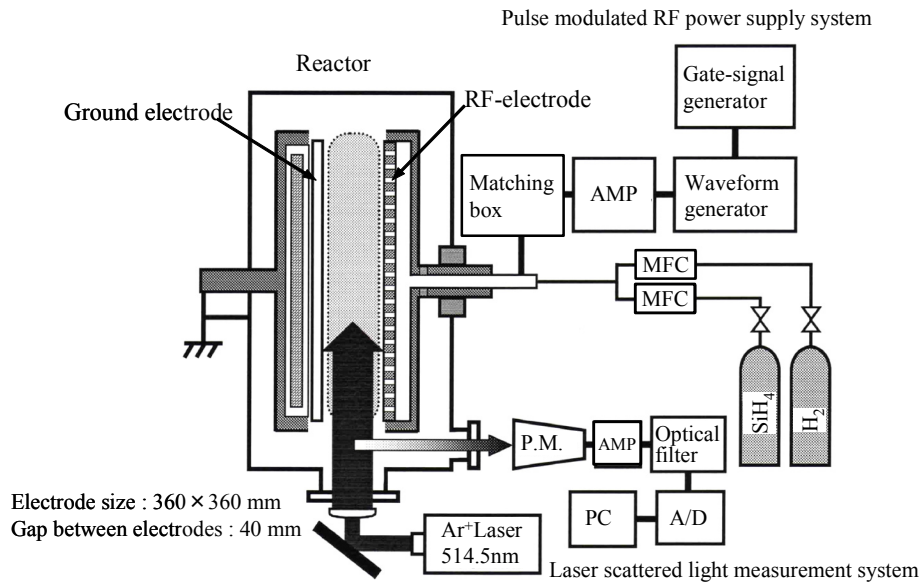 Pulse modulated RF power supply system
Reactor
Gate-signal
generator
Ground electrode
RF-electrode
Matching
box
AMP
Waveform
generator
MFC
MFC
SiH4
H2
P.M.
AMP
Optical
filter
Electrode size : 360 × 360 mm
Gap between electrodes : 40 mm
Ar+Laser
514.5nm
PC
A/D
Laser scattered light measurement system